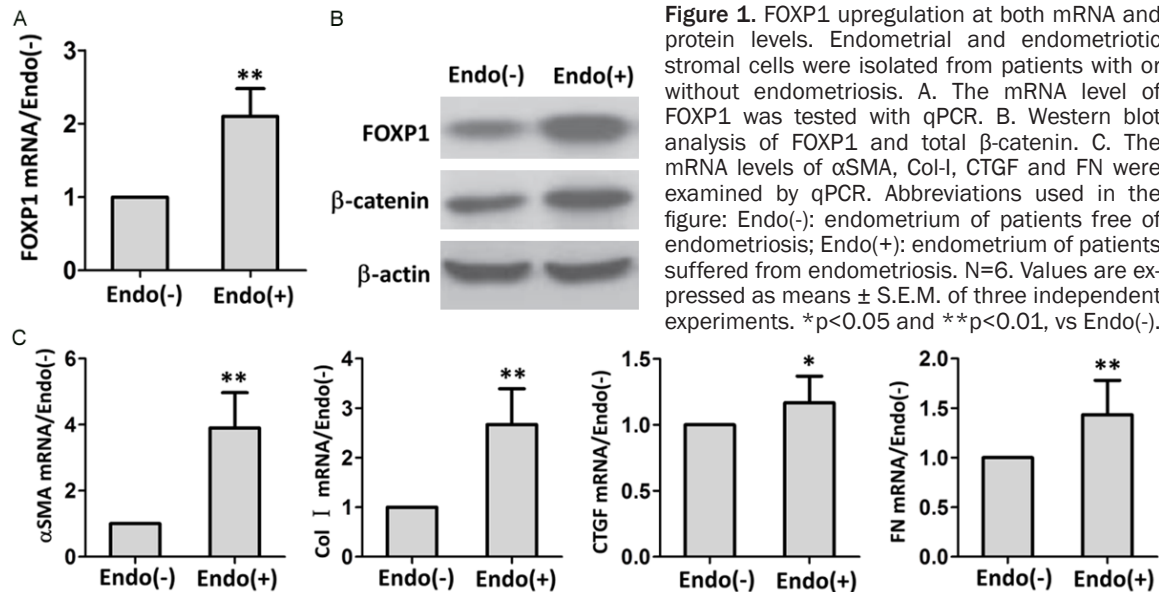 A
FOXP1 mRNA/Endo(-)
3
2
1
0
**
Endo(-) Endo(+)
B
Endo(-) Endo(+)
FOXP1
β-catenin
β-actin
Figure 1. FOXP1 upregulation at both mRNA and
protein levels. Endometrial and endometriotic
stromal cells were isolated from patients with or
without endometriosis. A. The mRNA level of
FOXP1 was tested with qPCR. B. Western blot
analysis of FOXP1 and total β-catenin. C. The
mRNA levels of αSMA, Col-I, CTGF and FN were
examined by qPCR. Abbreviations used in the
figure: Endo(-): endometrium of patients free of
endometriosis; Endo(+): endometrium of patients
suffered from endometriosis. N=6. Values are ex-
pressed as means ± S.E.M. of three independent
experiments. *p<0.05 and **p<0.01, vs Endo(-).
C
αSMA mRNA/Endo(-)
6
4
2
0
**
Endo(-) Endo(+)
Col I mRNA/Endo(-)
4
3
2
1
0
**
Endo(-) Endo(+)
CTGF mRNA/Endo(-)
1.5
1.0
0.5
0.0
*
Endo(-) Endo(+)
FN mRNA/Endo(-)
2.0
1.5
1.0
0.5
0.0
**
Endo(-) Endo(+)